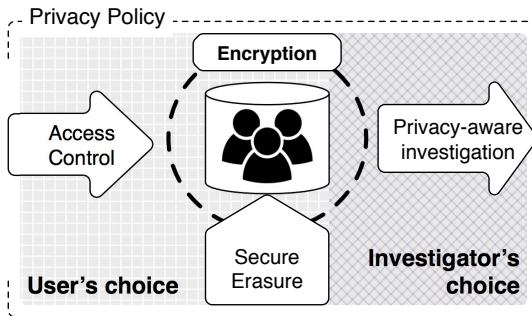 Privacy Policy
Encryption
Access
Control
Privacy-aware
investigation
Secure
Erasure
User's choice
Investigator's
choice